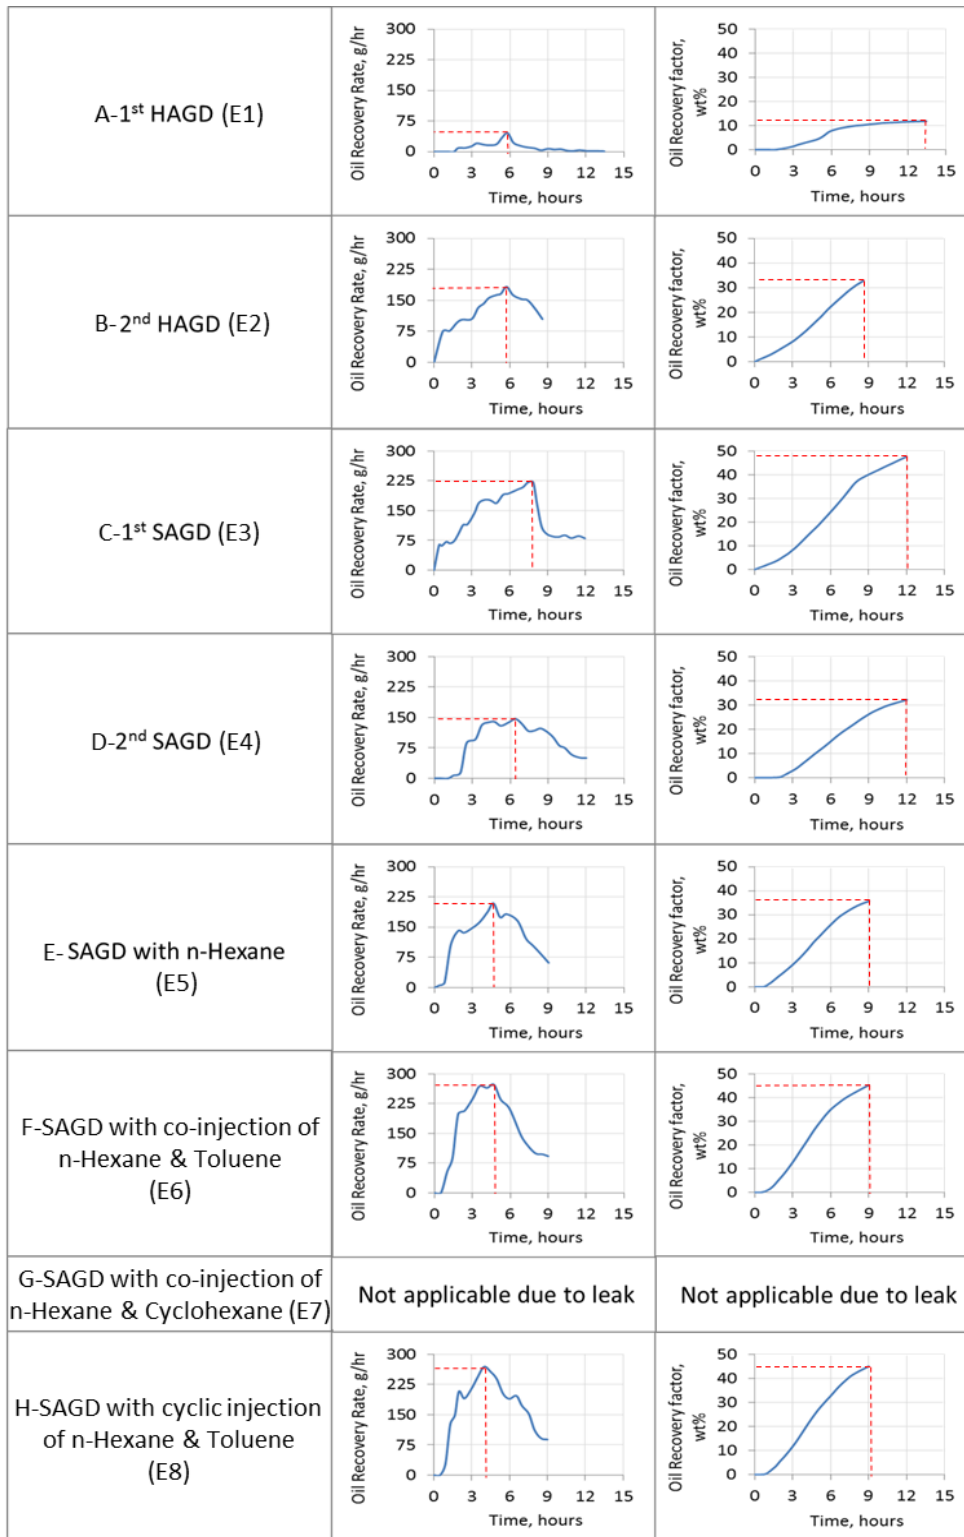 A-1st HAGD (E1)
Oil Recovery Rate, g/hr
300
225
150
75
0
0 3 6 9 12 15
Time, hours
Oil Recovery factor,
wt%
50
40
30
20
10
0
0 3 6 9 12 15
Time, hours
B-2nd HAGD (E2)
Oil Recovery Rate, g/hr
300
225
150
75
0
0 3 6 9 12 15
Time, hours
Oil Recovery factor,
wt%
50
40
30
20
10
0
0 3 6 9 12 15
Time, hours
C-1st SAGD (E3)
Oil Recovery Rate, g/hr
300
225
150
75
0
0 3 6 9 12 15
Time, hours
Oil Recovery factor,
wt%
50
40
30
20
10
0
0 3 6 9 12 15
Time, hours
D-2nd SAGD (E4)
Oil Recovery Rate, g/hr
300
225
150
75
0
0 3 6 9 12 15
Time, hours
Oil Recovery factor,
wt%
50
40
30
20
10
0
0 3 6 9 12 15
Time, hours
E-SAGD with n-Hexane
(E5)
Oil Recovery Rate, g/hr
300
225
150
75
0
0 3 6 9 12 15
Time, hours
Oil Recovery factor,
wt%
50
40
30
20
10
0
0 3 6 9 12 15
Time, hours
F-SAGD with co-injection of
n-Hexane & Toluene
(E6)
Oil Recovery Rate, g/hr
300
225
150
75
0
0 3 6 9 12 15
Time, hours
Oil Recovery factor,
wt%
50
40
30
20
10
0
0 3 6 9 12 15
Time, hours
G-SAGD with co-injection of
n-Hexane & Cyclohexane (E7)
Not applicable due to leak
Not applicable due to leak
H-SAGD with cyclic injection
of n-Hexane & Toluene
(E8)
Oil Recovery Rate, g/hr
300
225
150
75
0
0 3 6 9 12 15
Time, hours
Oil Recovery factor,
wt%
50
40
30
20
10
0
0 3 6 9 12 15
Time, hours